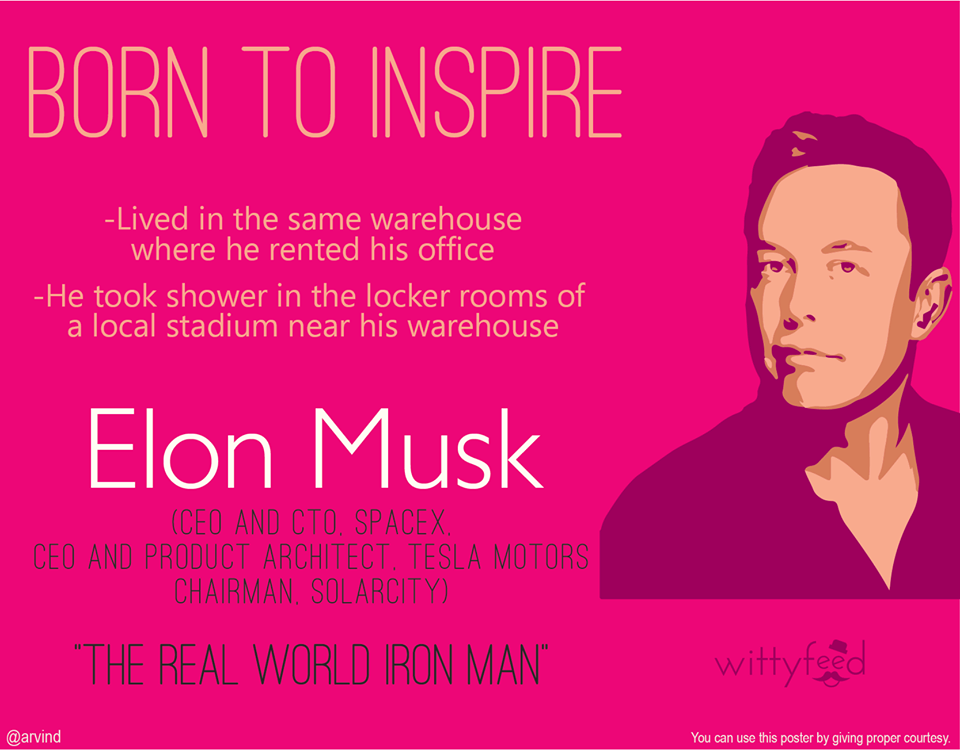 BORN TO INSPIRE
-Lived in the same warehouse
where he rented his office
-He took shower in the locker rooms of
a local stadium near his warehouse
Elon Musk
(CEO AND CTO, SPACEX,
CEO AND PRODUCT ARCHITECT, TESLA MOTORS
CHAIRMAN, SOLARCITY)
"THE REAL WORLD IRON MAN"
wittyfeed
@arvind
You can use this poster by giving proper courtesy.